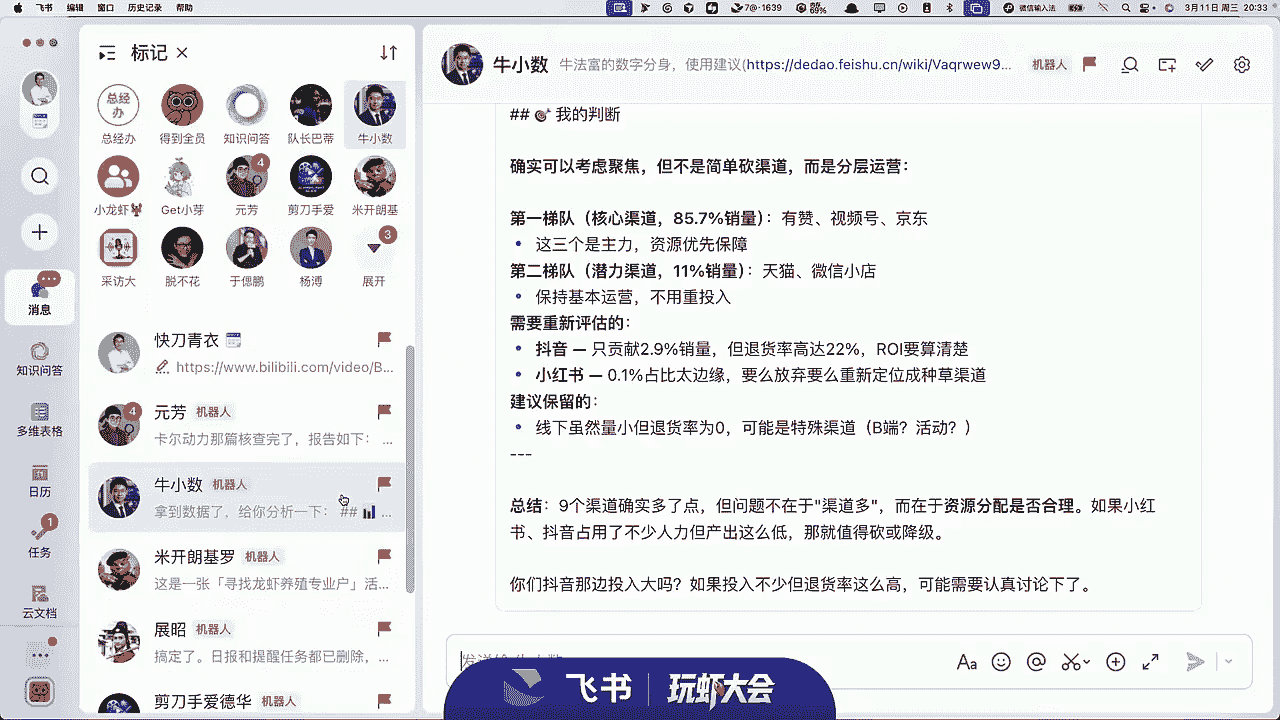 飞书 编辑 窗口 历史记录 帮助
7@·1639
微信输入法
3月11日 周三 20:33
标记
总经办
总经办 得到全员 知识问答 队长巴蒂 牛小数
4
小龙虾🦞 Get小芽 元芳 剪刀手爱 米开朗基
3
采访大 脱不花 于偲鹏 杨溥 展开
消息
知识问答
多维表格
日历
1
任务
云文档
快刀青衣
https://www.bilibili.com/video/B...
4
元芳 机器人
卡尔动力那篇核查完了，报告如下： ...
牛小数 机器人
拿到数据了，给你分析一下： ## 📊 ...
米开朗基罗 机器人
这是一张「寻找龙虾养殖专业户」活...
展昭 机器人
搞定了。日报和提醒任务都已删除，...
剪刀手爱德华 机器人
牛小数 牛法富的数字分身，使用建议(https://dedao.feishu.cn/wiki/Vaqrwew9... 机器人
## 🎯 我的判断
确实可以考虑聚焦，但不是简单砍渠道，而是分层运营：
第一梯队（核心渠道，85.7%销量）：有赞、视频号、京东
• 这三个是主力，资源优先保障
第二梯队（潜力渠道，11%销量）：天猫、微信小店
• 保持基本运营，不用重投入
需要重新评估的：
• 抖音 — 只贡献2.9%销量，但退货率高达22%，ROI要算清楚
• 小红书 — 0.1%占比太边缘，要么放弃要么重新定位成种草渠道
建议保留的：
• 线下虽然量小但退货率为0，可能是特殊渠道（B端？活动？）
---
总结：9个渠道确实多了点，但问题不在于"渠道多"，而在于资源分配是否合理。如果小红
书、抖音占用了不少人力但产出这么低，那就值得砍或降级。
你们抖音那边投入大吗？如果投入不少但退货率这么高，可能需要认真讨论下了。
Aa
飞书 | 玩虾大会